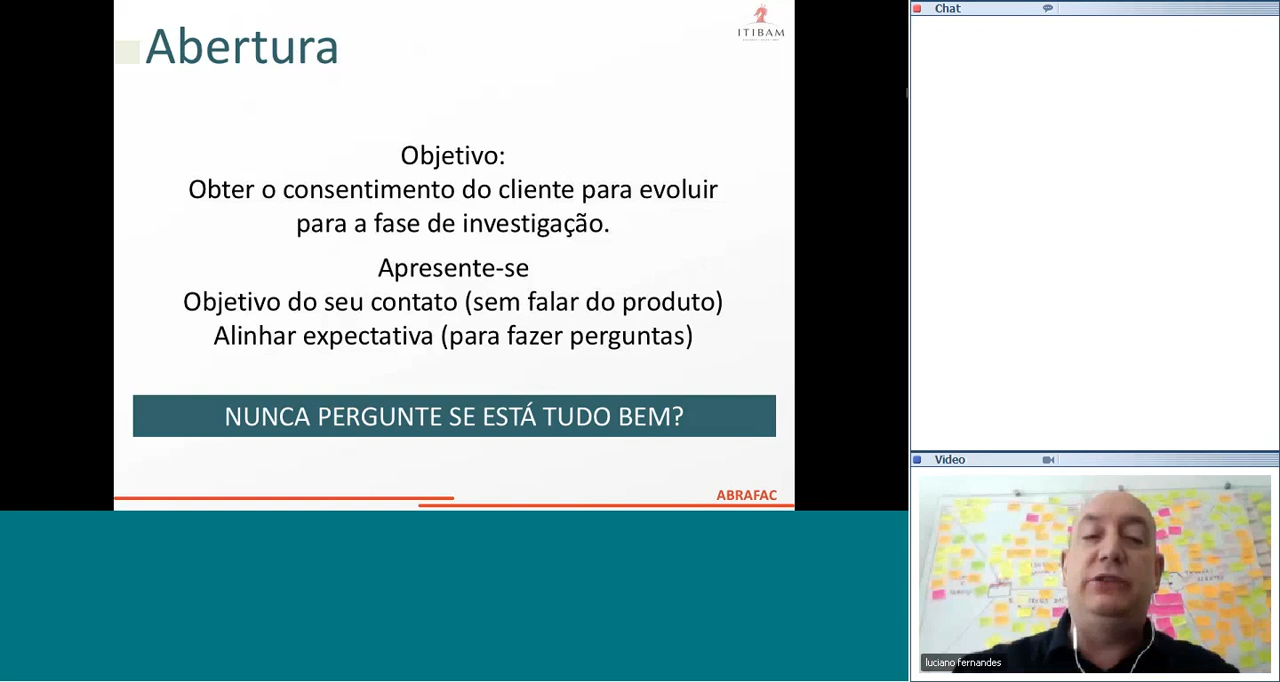 Abertura
ITIBAM
Objetivo:
Obter o consentimento do cliente para evoluir
para a fase de investigação.
Apresente-se
Objetivo do seu contato (sem falar do produto)
Alinhar expectativa (para fazer perguntas)
NUNCA PERGUNTE SE ESTÁ TUDO BEM?
ABRAFAC
Chat
Video
luciano fernandes